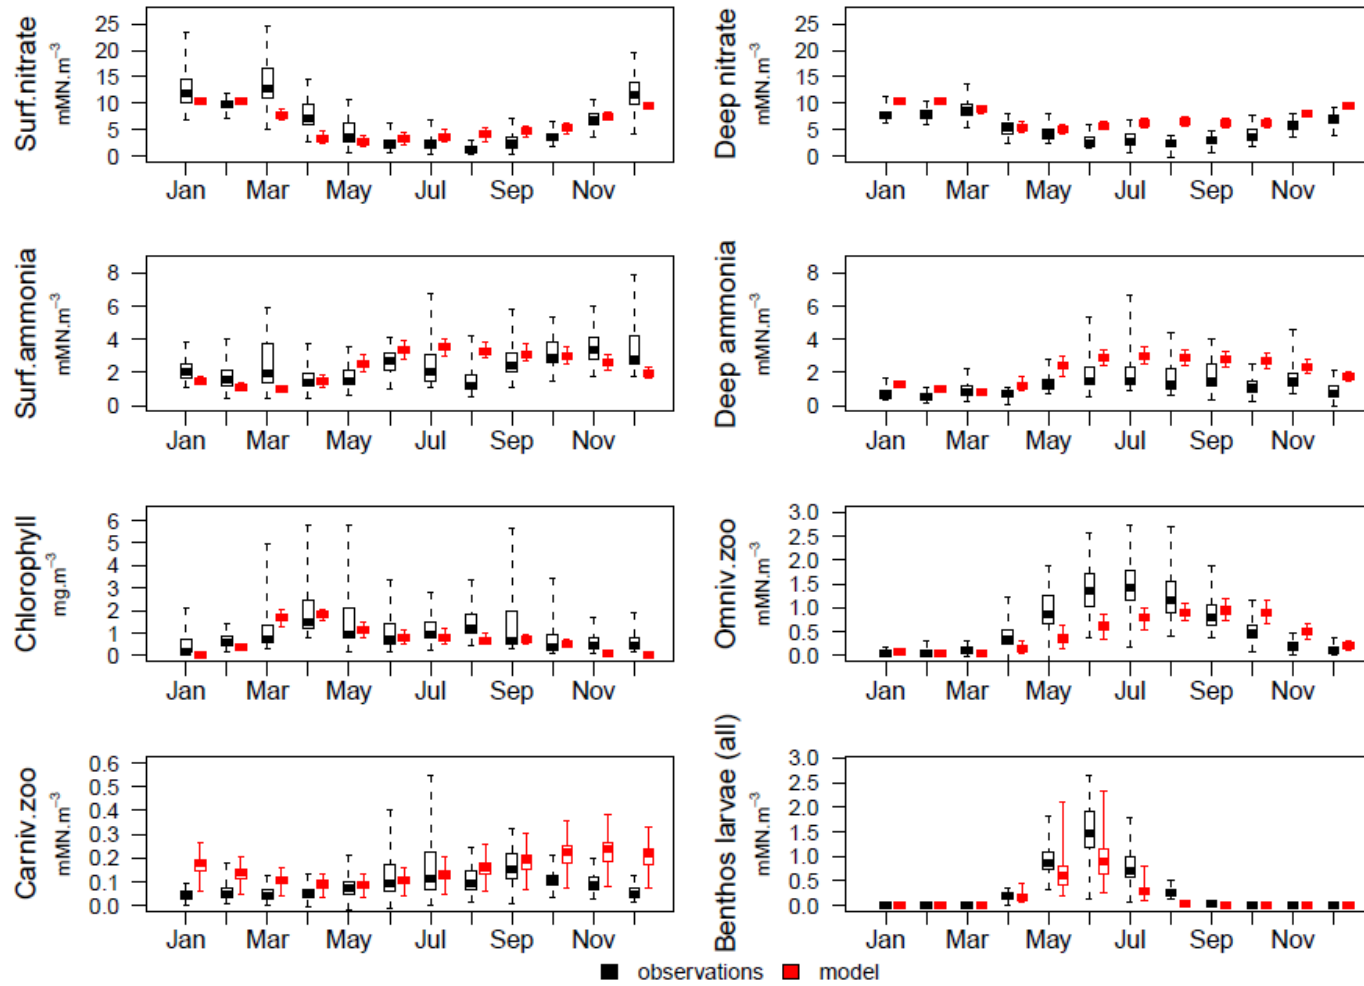 Surf.nitrate
mMN.m⁻³
25
20
15
10
5
0
Jan Mar May Jul Sep Nov
Deep nitrate
mMN.m⁻³
25
20
15
10
5
0
Jan Mar May Jul Sep Nov
Surf.ammonia
mMN.m⁻³
8
6
4
2
0
Jan Mar May Jul Sep Nov
Deep ammonia
mMN.m⁻³
8
6
4
2
0
Jan Mar May Jul Sep Nov
Chlorophyll
mg.m⁻³
6
5
4
3
2
1
0
Jan Mar May Jul Sep Nov
Omniv.zoo
mMN.m⁻³
3.0
2.5
2.0
1.5
1.0
0.5
0.0
Jan Mar May Jul Sep Nov
Carniv.zoo
mMN.m⁻³
0.6
0.5
0.4
0.3
0.2
0.1
0.0
Jan Mar May Jul Sep Nov
Benthos larvae (all)
mMN.m⁻³
3.0
2.5
2.0
1.5
1.0
0.5
0.0
Jan Mar May Jul Sep Nov
observations model